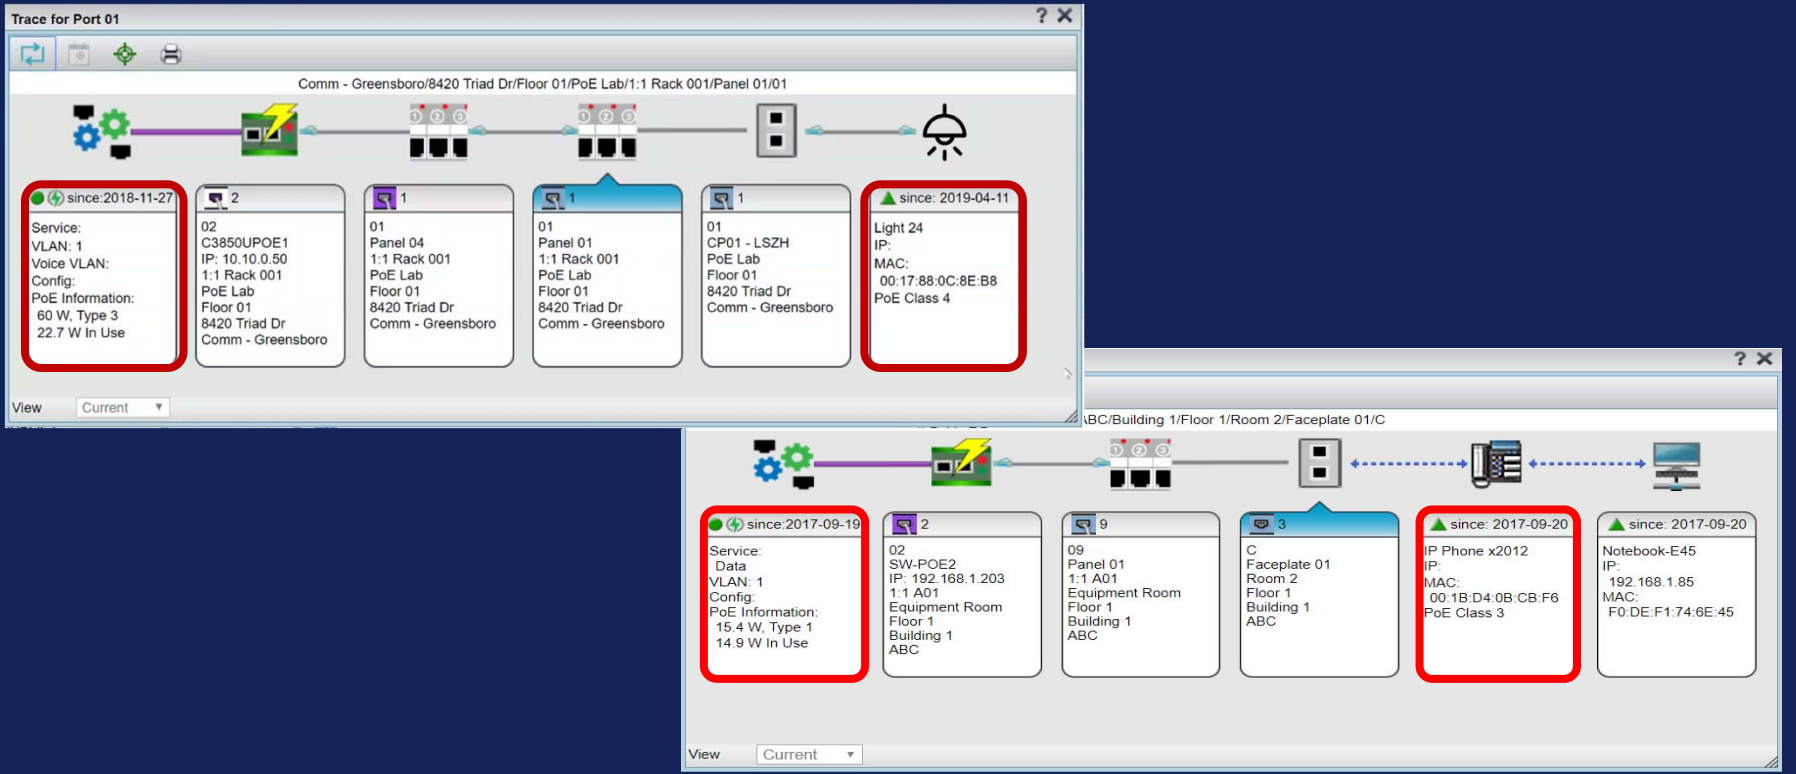 Trace for Port 01
? X
Comm - Greensboro/8420 Triad Dr/Floor 01/PoE Lab/1:1 Rack 001/Panel 01/01
1 2 3
1 2 3
since:2018-11-27
Service:
VLAN: 1
Voice VLAN:
Config:
PoE Information:
60 W, Type 3
22.7 W In Use
2
02
C3850UPOE1
IP: 10.10.0.50
1:1 Rack 001
PoE Lab
Floor 01
8420 Triad Dr
Comm - Greensboro
1
01
Panel 04
1:1 Rack 001
PoE Lab
Floor 01
8420 Triad Dr
Comm - Greensboro
1
01
Panel 01
1:1 Rack 001
PoE Lab
Floor 01
8420 Triad Dr
Comm - Greensboro
1
01
CP01 - LSZH
PoE Lab
Floor 01
8420 Triad Dr
Comm - Greensboro
since: 2019-04-11
Light 24
IP:
MAC:
00:17:88:0C:8E:B8
PoE Class 4
View Current
? X
ABC/Building 1/Floor 1/Room 2/Faceplate 01/C
1 2 3
since:2017-09-19
Service:
Data
VLAN: 1
Config:
PoE Information:
15.4 W, Type 1
14.9 W In Use
2
02
SW-POE2
IP: 192.168.1.203
1:1 A01
Equipment Room
Floor 1
Building 1
ABC
9
09
Panel 01
1:1 A01
Equipment Room
Floor 1
Building 1
ABC
3
C
Faceplate 01
Room 2
Floor 1
Building 1
ABC
since: 2017-09-20
IP Phone x2012
IP:
MAC:
00:1B:D4:0B:CB:F6
PoE Class 3
since: 2017-09-20
Notebook-E45
IP:
192.168.1.85
MAC:
F0:DE:F1:74:6E:45
View Current